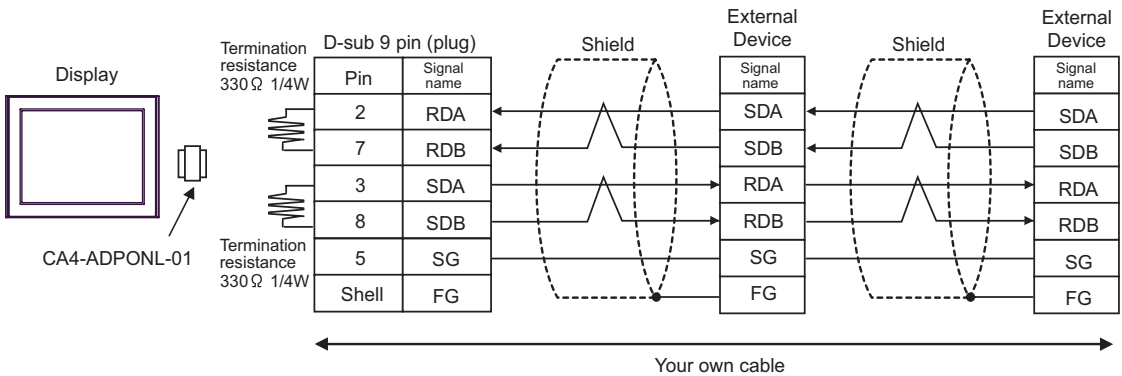 Display
CA4-ADPONL-01
Termination
resistance
330Ω 1/4W
Termination
resistance
330Ω 1/4W
D-sub 9 pin (plug)
Pin Signal name
2 RDA
7 RDB
3 SDA
8 SDB
5 SG
Shell FG
Shield
External
Device
Signal
name
SDA
SDB
RDA
RDB
SG
FG
Shield
External
Device
Signal
name
SDA
SDB
RDA
RDB
SG
FG
Your own cable